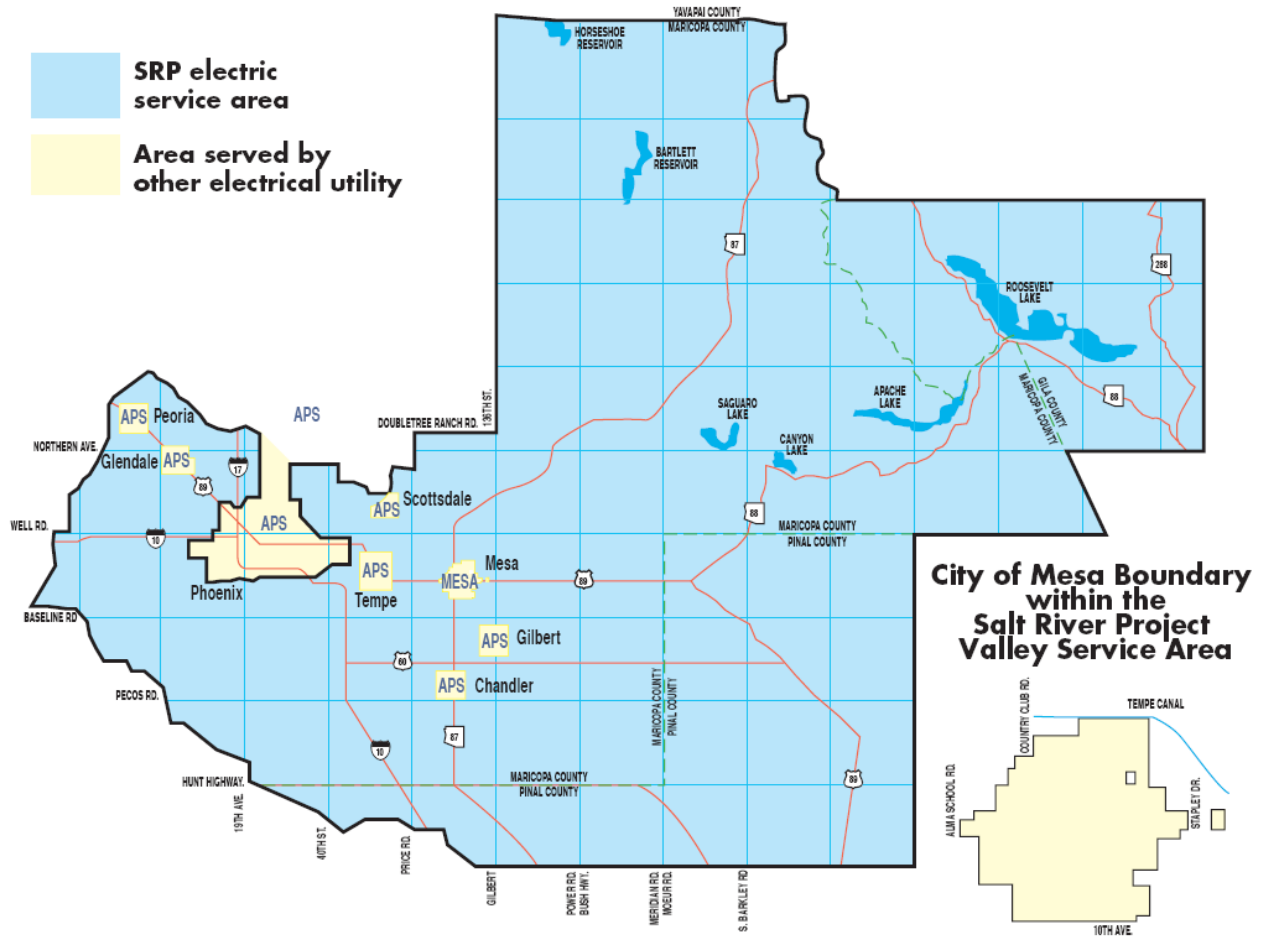 SRP electric
service area
Area served by
other electrical utility
YAVAPAI COUNTY
MARICOPA COUNTY
HORSESHOE
RESERVOIR
BARTLETT
RESERVOIR
87
288
ROOSEVELT
LAKE
GILA COUNTY
MARICOPA COUNTY
88
APACHE
LAKE
SAGUARO
LAKE
CANYON
LAKE
88
136TH ST.
DOUBLETREE RANCH RD.
APS
APS
Peoria
NORTHERN AVE.
Glendale
APS
17
89
Scottsdale
APS
APS
WELL RD.
10
MARICOPA COUNTY
PINAL COUNTY
Phoenix
APS
Tempe
MESA
Mesa
89
BASELINE RD
APS
Gilbert
60
APS
Chandler
PECOS RD.
MARICOPA COUNTY
PINAL COUNTY
87
10
89
HUNT HIGHWAY.
MARICOPA COUNTY
PINAL COUNTY
19TH AVE.
40TH ST.
PRICE RD.
GILBERT
POWER RD.
BUSH HWY.
MERIDIAN RD.
MOEUR RD.
S. BARKLEY RD
City of Mesa Boundary
within the
Salt River Project
Valley Service Area
COUNTRY CLUB RD.
TEMPE CANAL
ALMA SCHOOL RD.
STAPLEY DR.
10TH AVE.